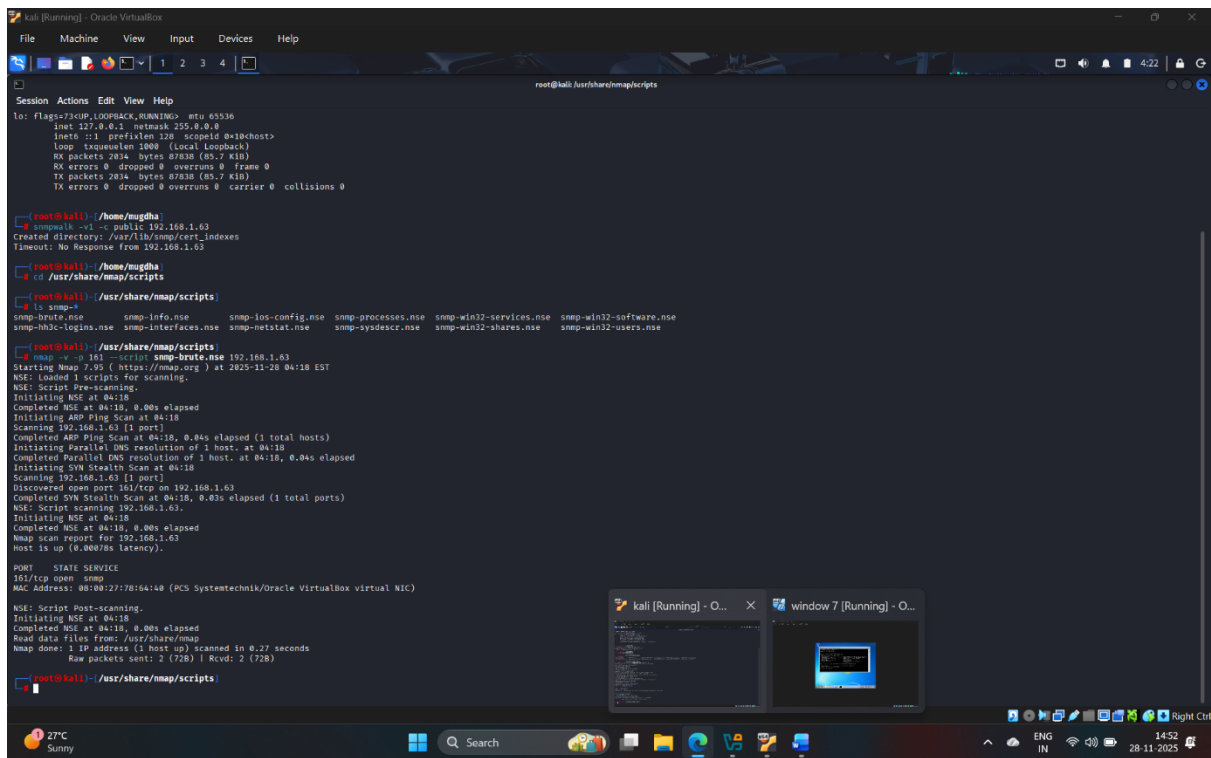 kali [Running] - Oracle VirtualBox
File Machine View Input Devices Help
1 2 3 4
4:22
root@kali: /usr/share/nmap/scripts
Session Actions Edit View Help
lo: flags=73<UP,LOOPBACK,RUNNING> mtu 65536
inet 127.0.0.1 netmask 255.0.0.0
inet6 ::1 prefixlen 128 scopeid 0×10<host>
loop txqueuelen 1000 (Local Loopback)
RX packets 2034 bytes 87838 (85.7 KiB)
RX errors 0 dropped 0 overruns 0 frame 0
TX packets 2034 bytes 87838 (85.7 KiB)
TX errors 0 dropped 0 overruns 0 carrier 0 collisions 0
(root㉿kali)-[/home/mugdha]
# snmpwalk -v1 -c public 192.168.1.63
Created directory: /var/lib/snmp/cert_indexes
Timeout: No Response from 192.168.1.63
(root㉿kali)-[/home/mugdha]
# cd /usr/share/nmap/scripts
(root㉿kali)-[/usr/share/nmap/scripts]
# ls snmp-*
snmp-brute.nse snmp-info.nse snmp-ios-config.nse snmp-processes.nse snmp-win32-services.nse snmp-win32-software.nse
snmp-hh3c-logins.nse snmp-interfaces.nse snmp-netstat.nse snmp-sysdescr.nse snmp-win32-shares.nse snmp-win32-users.nse
(root㉿kali)-[/usr/share/nmap/scripts]
# nmap -v -p 161 --script snmp-brute.nse 192.168.1.63
Starting Nmap 7.95 ( https://nmap.org ) at 2025-11-28 04:18 EST
NSE: Loaded 1 scripts for scanning.
NSE: Script Pre-scanning.
Initiating NSE at 04:18
Completed NSE at 04:18, 0.00s elapsed
Initiating ARP Ping Scan at 04:18
Scanning 192.168.1.63 [1 port]
Completed ARP Ping Scan at 04:18, 0.04s elapsed (1 total hosts)
Initiating Parallel DNS resolution of 1 host. at 04:18
Completed Parallel DNS resolution of 1 host. at 04:18, 0.04s elapsed
Initiating SYN Stealth Scan at 04:18
Scanning 192.168.1.63 [1 port]
Discovered open port 161/tcp on 192.168.1.63
Completed SYN Stealth Scan at 04:18, 0.03s elapsed (1 total ports)
NSE: Script scanning 192.168.1.63.
Initiating NSE at 04:18
Completed NSE at 04:18, 0.00s elapsed
Nmap scan report for 192.168.1.63
Host is up (0.00078s latency).
PORT STATE SERVICE
161/tcp open snmp
MAC Address: 08:00:27:78:64:40 (PCS Systemtechnik/Oracle VirtualBox virtual NIC)
NSE: Script Post-scanning.
Initiating NSE at 04:18
Completed NSE at 04:18, 0.00s elapsed
Read data files from: /usr/share/nmap
Nmap done: 1 IP address (1 host up) scanned in 0.27 seconds
Raw packets sent: 2 (72B) | Rcvd: 2 (72B)
(root㉿kali)-[/usr/share/nmap/scripts]
#
kali [Running] - O... window 7 [Running] - O...
Right Ctrl
1
27°C
Sunny
Search
ENG
IN
14:52
28-11-2025